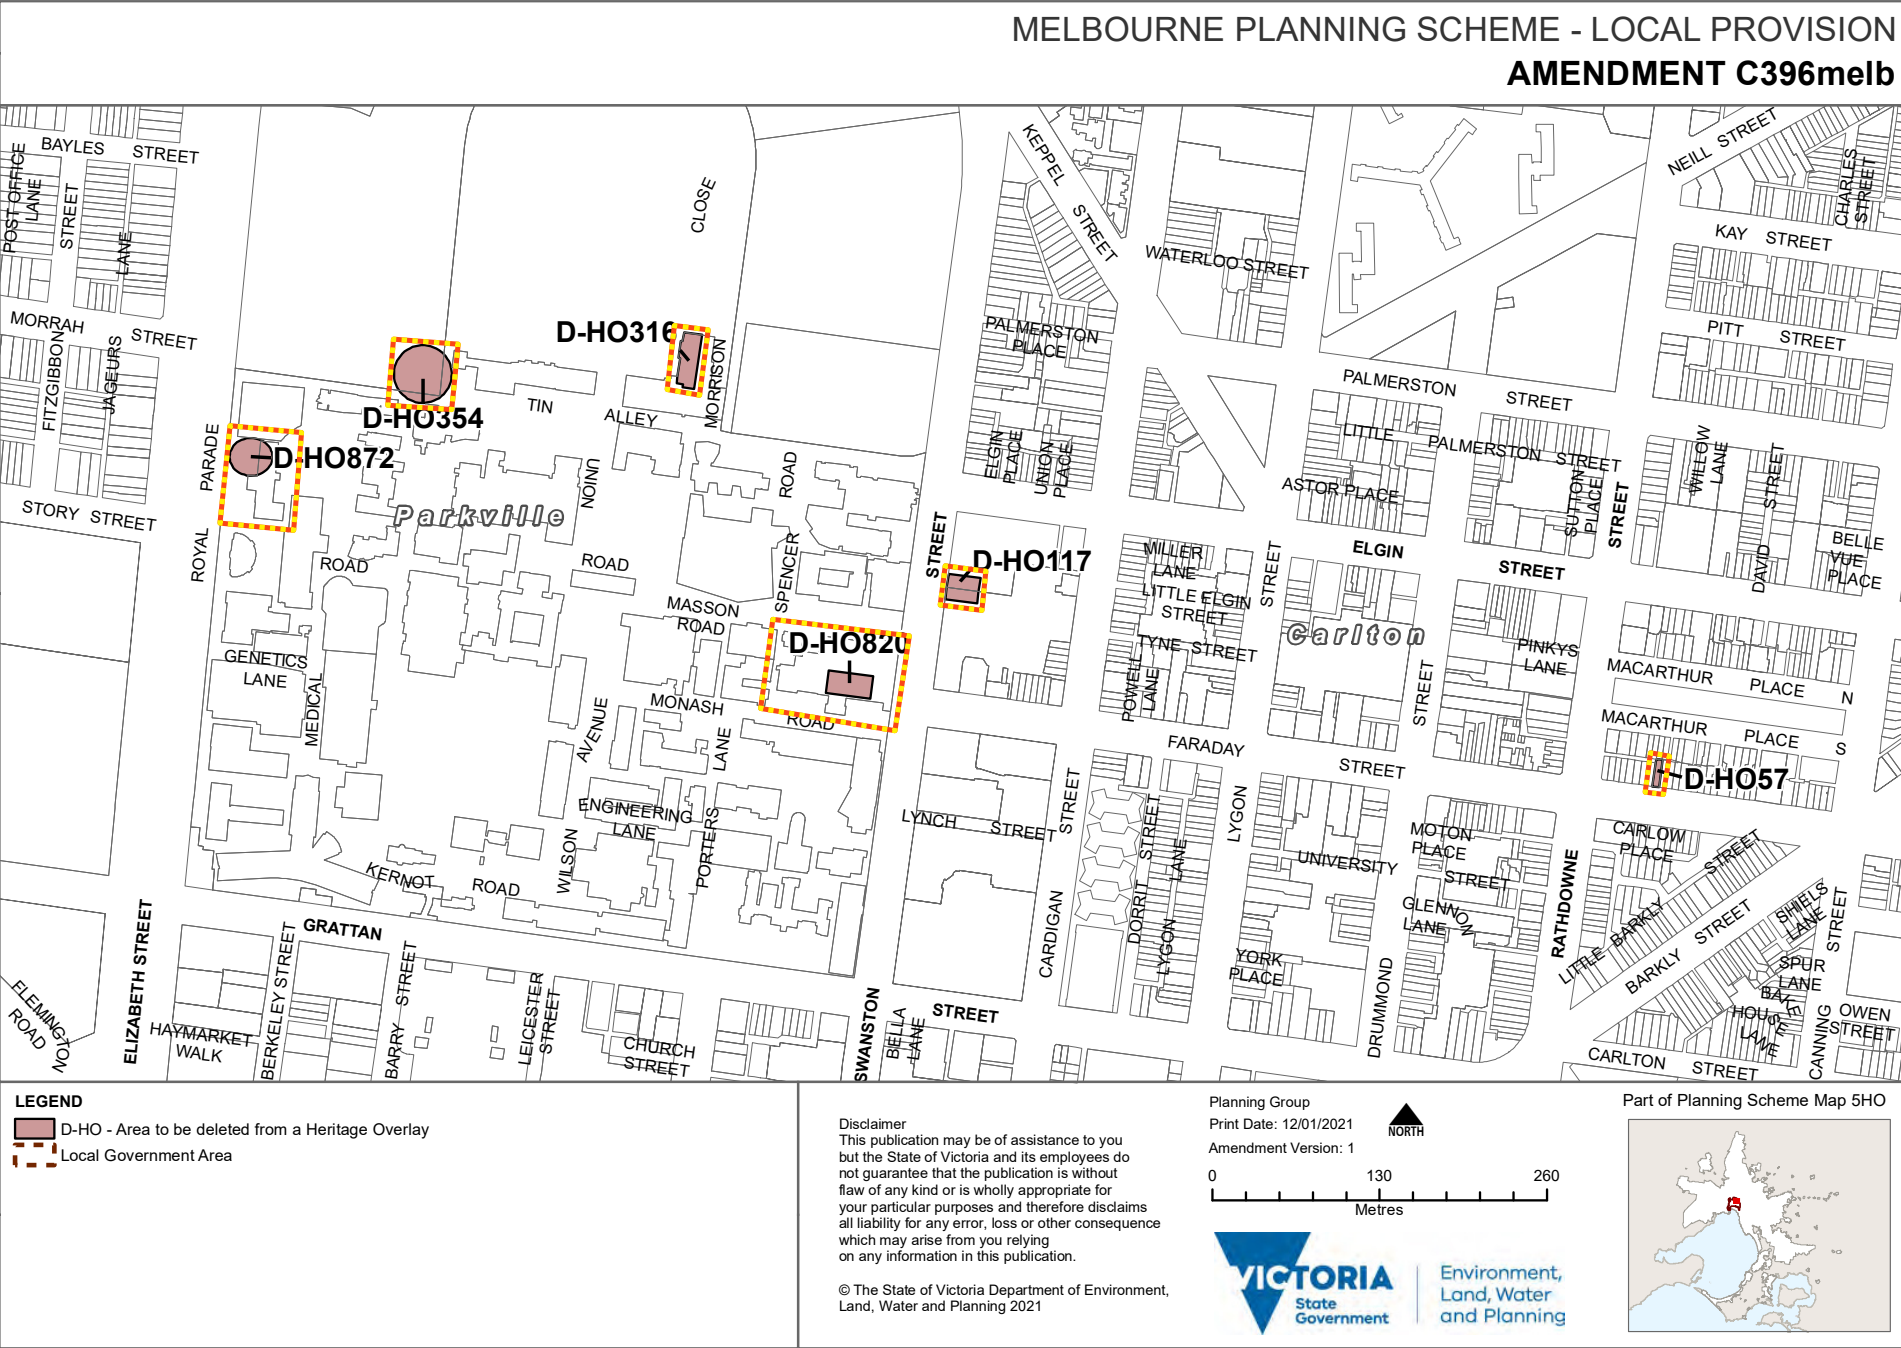 MELBOURNE PLANNING SCHEME - LOCAL PROVISION
AMENDMENT C396melb
BAYLES STREET
POST OFFICE
LANE
STREET
LANE
MORRAH STREET
FITZGIBBON
JAGEURS
STORY STREET
ROYAL PARADE
CLOSE
MORRISON
D-HO316
D-HO354
D-HO872
TIN ALLEY
Parkville
UNION
ROAD
ROAD
ROAD
SPENCER
MASSON
ROAD
D-HO820
MONASH
ROAD
GENETICS
LANE
MEDICAL
AVENUE
WILSON
LANE
PORTERS
ENGINEERING
LANE
KERNOT ROAD
GRATTAN
STREET
ELIZABETH STREET
FLEMINGTON
ROAD
HAYMARKET
WALK
BERKELEY STREET
BARRY STREET
LEICESTER
STREET
CHURCH
STREET
SWANSTON
STREET
BELLA
LANE
KEPPEL STREET
WATERLOO STREET
PALMERSTON
PLACE
ELGIN
PLACE
UNION
PLACE
D-HO117
MILLER
LANE
LITTLE ELGIN
STREET
TYNE STREET
POWELL
LANE
FARADAY STREET
LYNCH STREET
CARDIGAN
STREET
DORRIT STREET
LYGON LANE
LYGON
STREET
UNIVERSITY STREET
YORK
PLACE
DRUMMOND
STREET
MOTON
PLACE
GLENNON
LANE
Carlton
PALMERSTON STREET
LITTLE PALMERSTON STREET
ASTOR PLACE
SUTTON
PLACE
ELGIN STREET
PINKYS
LANE
RATHDOWNE
STREET
NEILL STREET
CHARLES
STREET
KAY STREET
PITT STREET
WILLOW
LANE
DAVID STREET
BELLE
VUE
PLACE
MACARTHUR PLACE N
MACARTHUR PLACE S
D-HO57
CARLOW
PLACE
LITTLE BARKLY STREET
BARKLY STREET
SHIELS
LANE
SPUR
LANE
BAKE
HOUSE
LANE
OWEN
STREET
CANNING
STREET
CARLTON STREET
LEGEND
D-HO - Area to be deleted from a Heritage Overlay
Local Government Area
Disclaimer
This publication may be of assistance to you
but the State of Victoria and its employees do
not guarantee that the publication is without
flaw of any kind or is wholly appropriate for
your particular purposes and therefore disclaims
all liability for any error, loss or other consequence
which may arise from you relying
on any information in this publication.
© The State of Victoria Department of Environment,
Land, Water and Planning 2021
Planning Group
Print Date: 12/01/2021
Amendment Version: 1
NORTH
0 130 260
Metres
VICTORIA
State
Government
Environment,
Land, Water
and Planning
Part of Planning Scheme Map 5HO